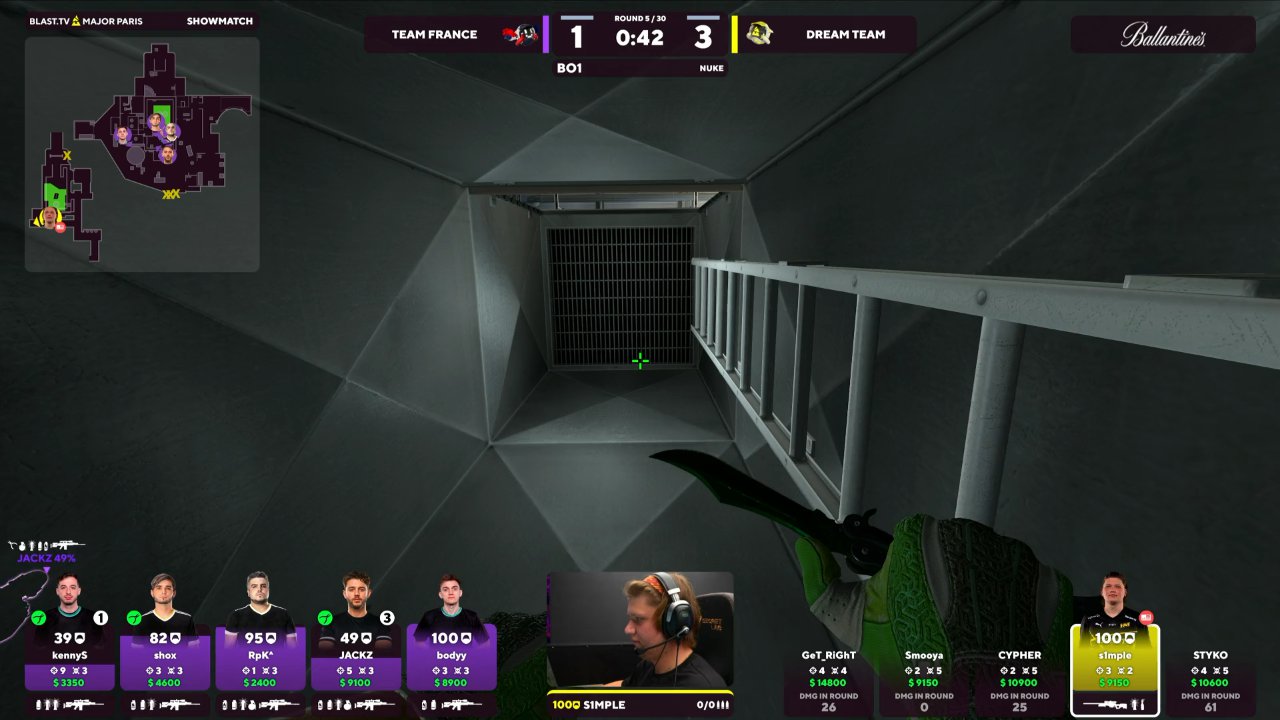 BLAST.TV MAJOR PARIS SHOWMATCH
TEAM FRANCE
1
ROUND 5 / 30
0:42
3
DREAM TEAM
BO1 NUKE
Ballantine's
X
XXX
JACKZ 49%
1
39
kennyS
9 3
$ 3350
82
shox
3 3
$ 4600
95
RpK^
1 3
$ 2400
3
49
JACKZ
5 3
$ 9100
100
bodyy
3 3
$ 8900
SECRET LAB
100 S1MPLE 0/0
GeT_RiGhT
4 4
$ 14800
DMG IN ROUND
26
Smooya
2 5
$ 9150
DMG IN ROUND
0
CYPHER
2 5
$ 10900
DMG IN ROUND
25
100
s1mple
3 2
$ 9150
STYKO
4 5
$ 10600
DMG IN ROUND
61